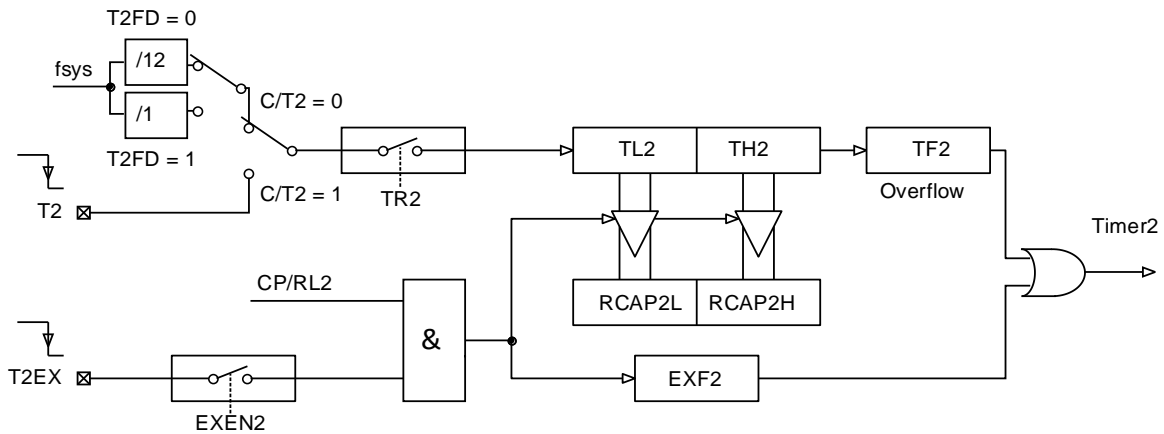 T2FD = 0
/12
fsys
/1
T2FD = 1
C/T2 = 0
C/T2 = 1
T2
TR2
TL2
TH2
TF2
Overflow
Timer2
CP/RL2
&
RCAP2L
RCAP2H
T2EX
EXEN2
EXF2